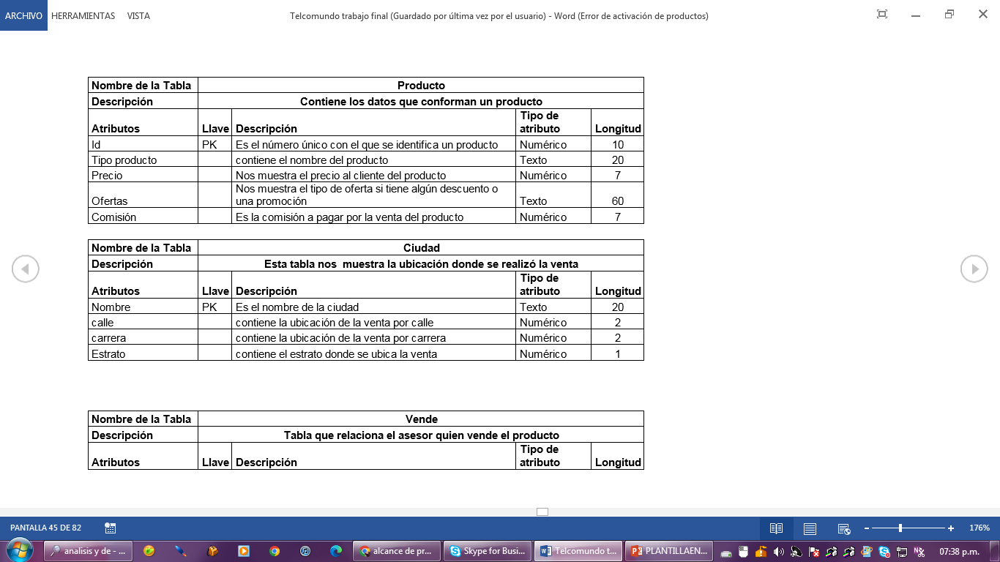 ARCHIVO HERRAMIENTAS VISTA Telcomundo trabajo final (Guardado por última vez por el usuario) - Word (Error de activación de productos)
Nombre de la Tabla Producto
Descripción Contiene los datos que conforman un producto
Atributos Llave Descripción Tipo de atributo Longitud
Id PK Es el número único con el que se identifica un producto Numérico 10
Tipo producto contiene el nombre del producto Texto 20
Precio Nos muestra el precio al cliente del producto Numérico 7
Ofertas Nos muestra el tipo de oferta si tiene algún descuento o una promoción Texto 60
Comisión Es la comisión a pagar por la venta del producto Numérico 7
Nombre de la Tabla Ciudad
Descripción Esta tabla nos muestra la ubicación donde se realizó la venta
Atributos Llave Descripción Tipo de atributo Longitud
Nombre PK Es el nombre de la ciudad Texto 20
calle contiene la ubicación de la venta por calle Numérico 2
carrera contiene la ubicación de la venta por carrera Numérico 2
Estrato contiene el estrato donde se ubica la venta Numérico 1
Nombre de la Tabla Vende
Descripción Tabla que relaciona el asesor quien vende el producto
Atributos Llave Descripción Tipo de atributo Longitud
PANTALLA 45 DE 82 176%
analisis y de - ... alcance de pr... Skype for Busi... Telcomundo t... PLANTILLAEN... 07:38 p.m.